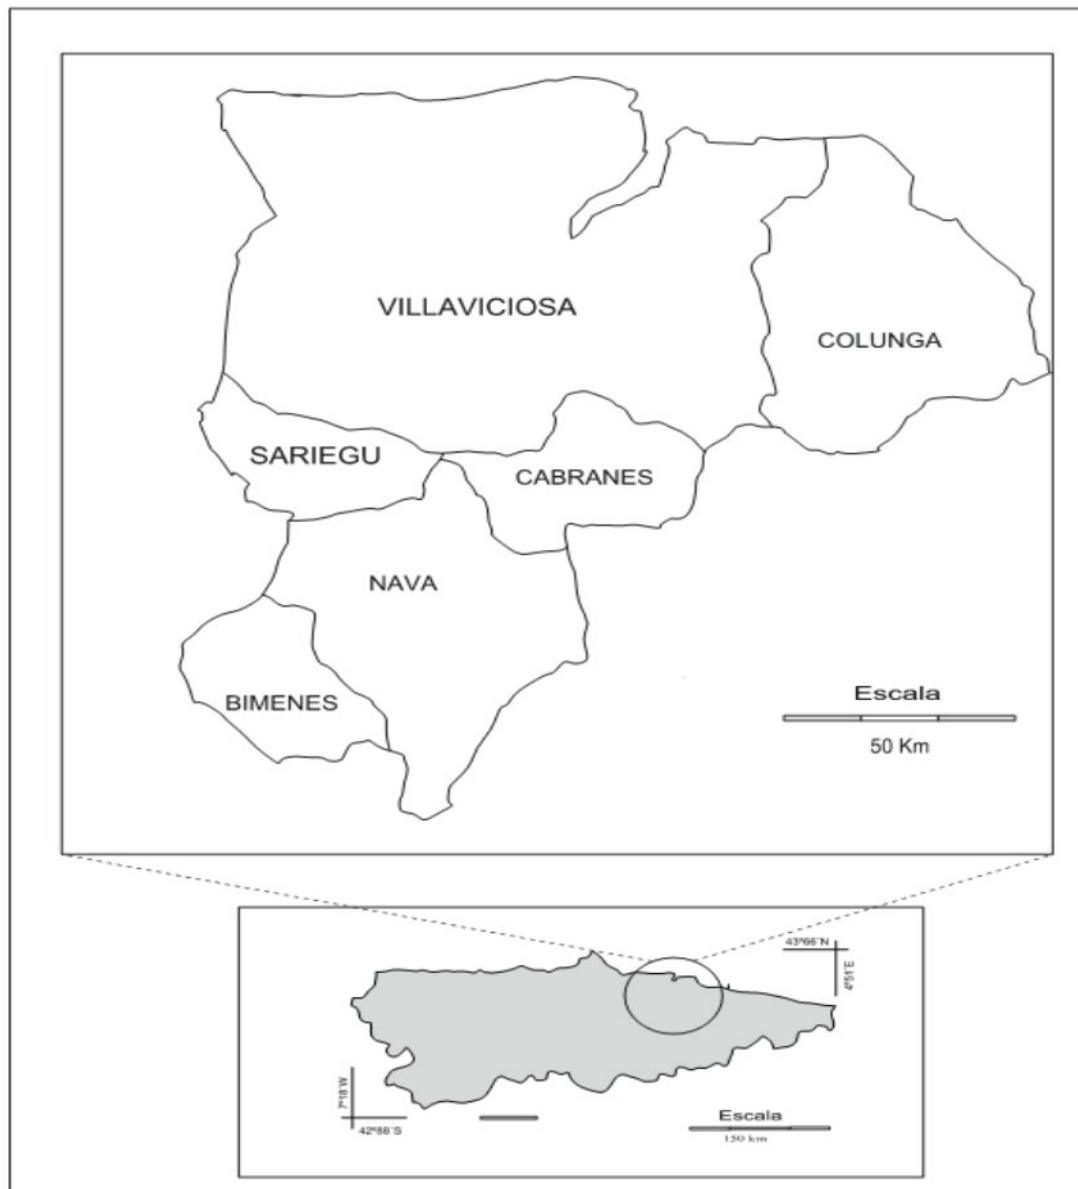 VILLAVICIOSA
COLUNGA
SARIEGU
CABRANES
NAVA
BIMENES
Escala
50 Km
43º66´N
4º51´E
7º18´W
42º88´S
Escala
150 km